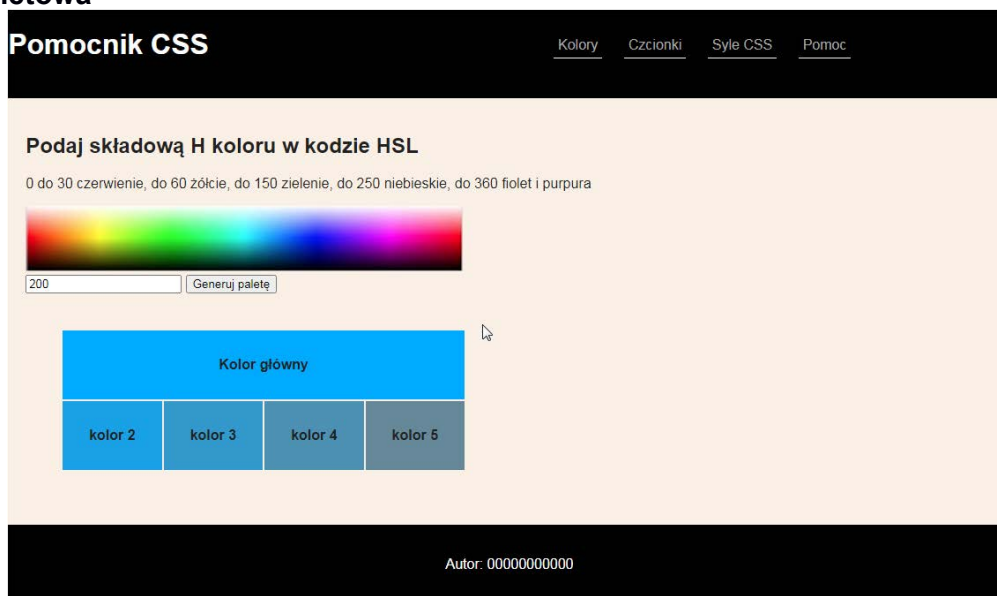 Pomocnik CSS
Kolory Czcionki Syle CSS Pomoc
Podaj składową H koloru w kodzie HSL
0 do 30 czerwienie, do 60 żółcie, do 150 zielenie, do 250 niebieskie, do 360 fiolet i purpura
200 Generuj paletę
Kolor główny
kolor 2 kolor 3 kolor 4 kolor 5
Autor: 00000000000